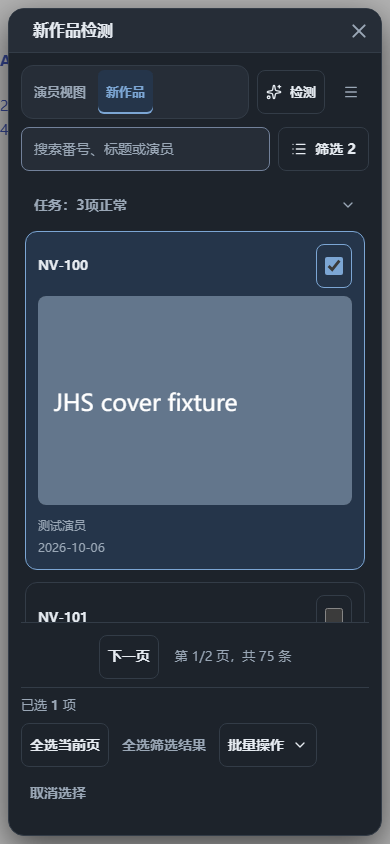 新作品检测
演员视图 新作品 检测
搜索番号、标题或演员 筛选 2
任务：3项正常
NV-100
JHS cover fixture
测试演员
2026-10-06
NV-101
下一页 第 1/2 页，共 75 条
已选 1 项
全选当前页 全选筛选结果 批量操作
取消选择